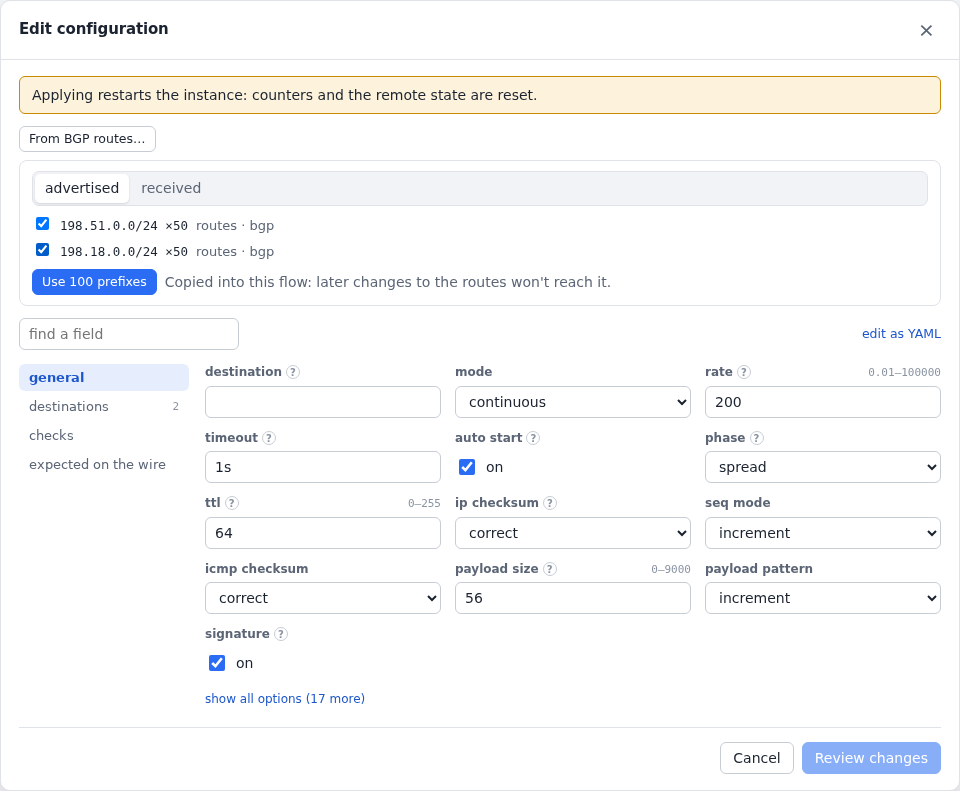 Edit configuration
Applying restarts the instance: counters and the remote state are reset.
From BGP routes…
advertised received
198.51.0.0/24 ×50 routes · bgp
198.18.0.0/24 ×50 routes · bgp
Use 100 prefixes Copied into this flow: later changes to the routes won't reach it.
find a field edit as YAML
general
destinations 2
checks
expected on the wire
destination ? mode rate ? 0.01–100000
continuous 200
timeout ? auto start ? phase ?
1s on spread
ttl ? 0–255 ip checksum ? seq mode
64 correct increment
icmp checksum payload size ? 0–9000 payload pattern
correct 56 increment
signature ?
on
show all options (17 more)
Cancel Review changes